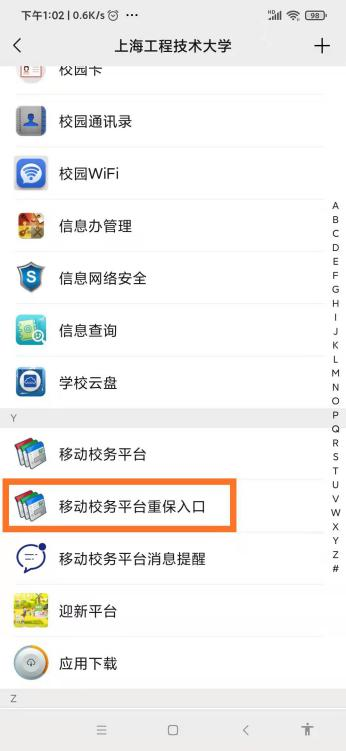 下午1:02 | 0.6K/s
HD
98
上海工程技术大学
校园卡
校园通讯录
校园WiFi
信息办管理
信息网络安全
信息查询
学校云盘
Y
移动校务平台
移动校务平台重保入口
移动校务平台消息提醒
迎新平台
应用下载
Z
A
B
C
D
E
F
G
H
I
J
K
L
M
N
O
P
Q
R
S
T
U
V
W
X
Y
Z
#